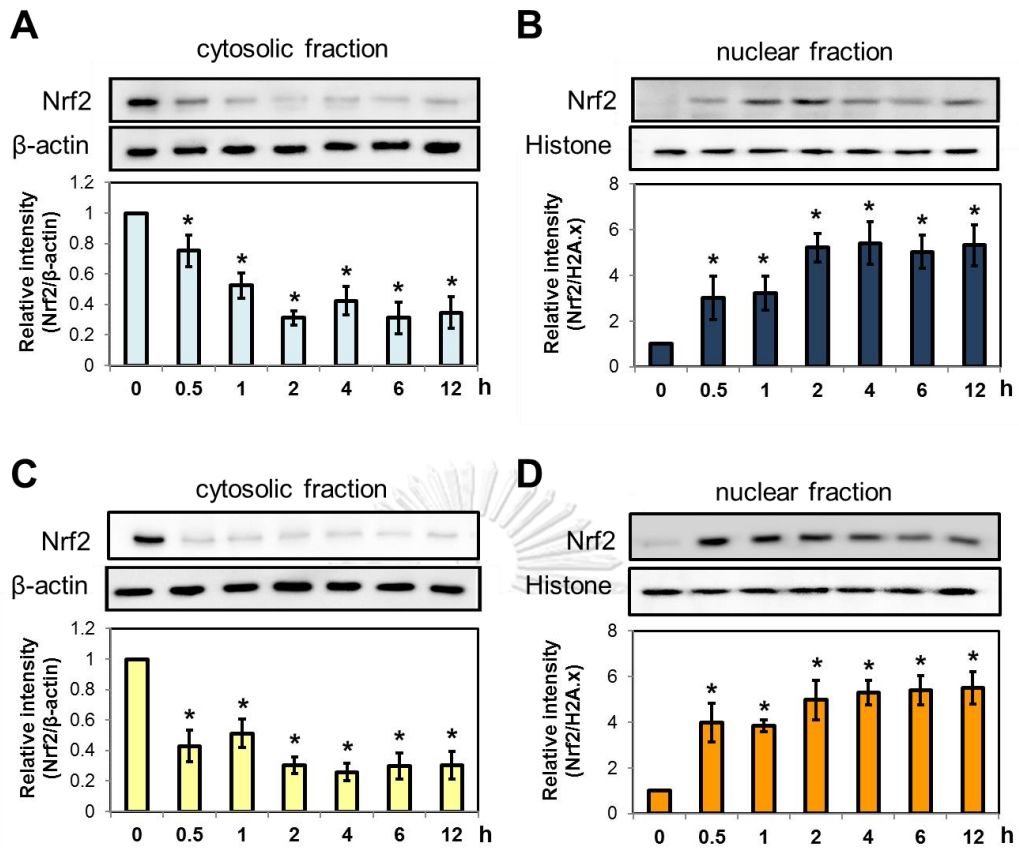 A
cytosolic fraction
Nrf2
β-actin
Relative intensity
(Nrf2/β-actin)
1.2
1
0.8
0.6
0.4
0.2
0
* * * * * *
0 0.5 1 2 4 6 12 h
B
nuclear fraction
Nrf2
Histone
Relative intensity
(Nrf2/H2A.x)
8
6
4
2
0
* * * * * *
0 0.5 1 2 4 6 12 h
C
cytosolic fraction
Nrf2
β-actin
Relative intensity
(Nrf2/β-actin)
1.2
1
0.8
0.6
0.4
0.2
0
* * * * * *
0 0.5 1 2 4 6 12 h
D
nuclear fraction
Nrf2
Histone
Relative intensity
(Nrf2/H2A.x)
8
6
4
2
0
* * * * * *
0 0.5 1 2 4 6 12 h